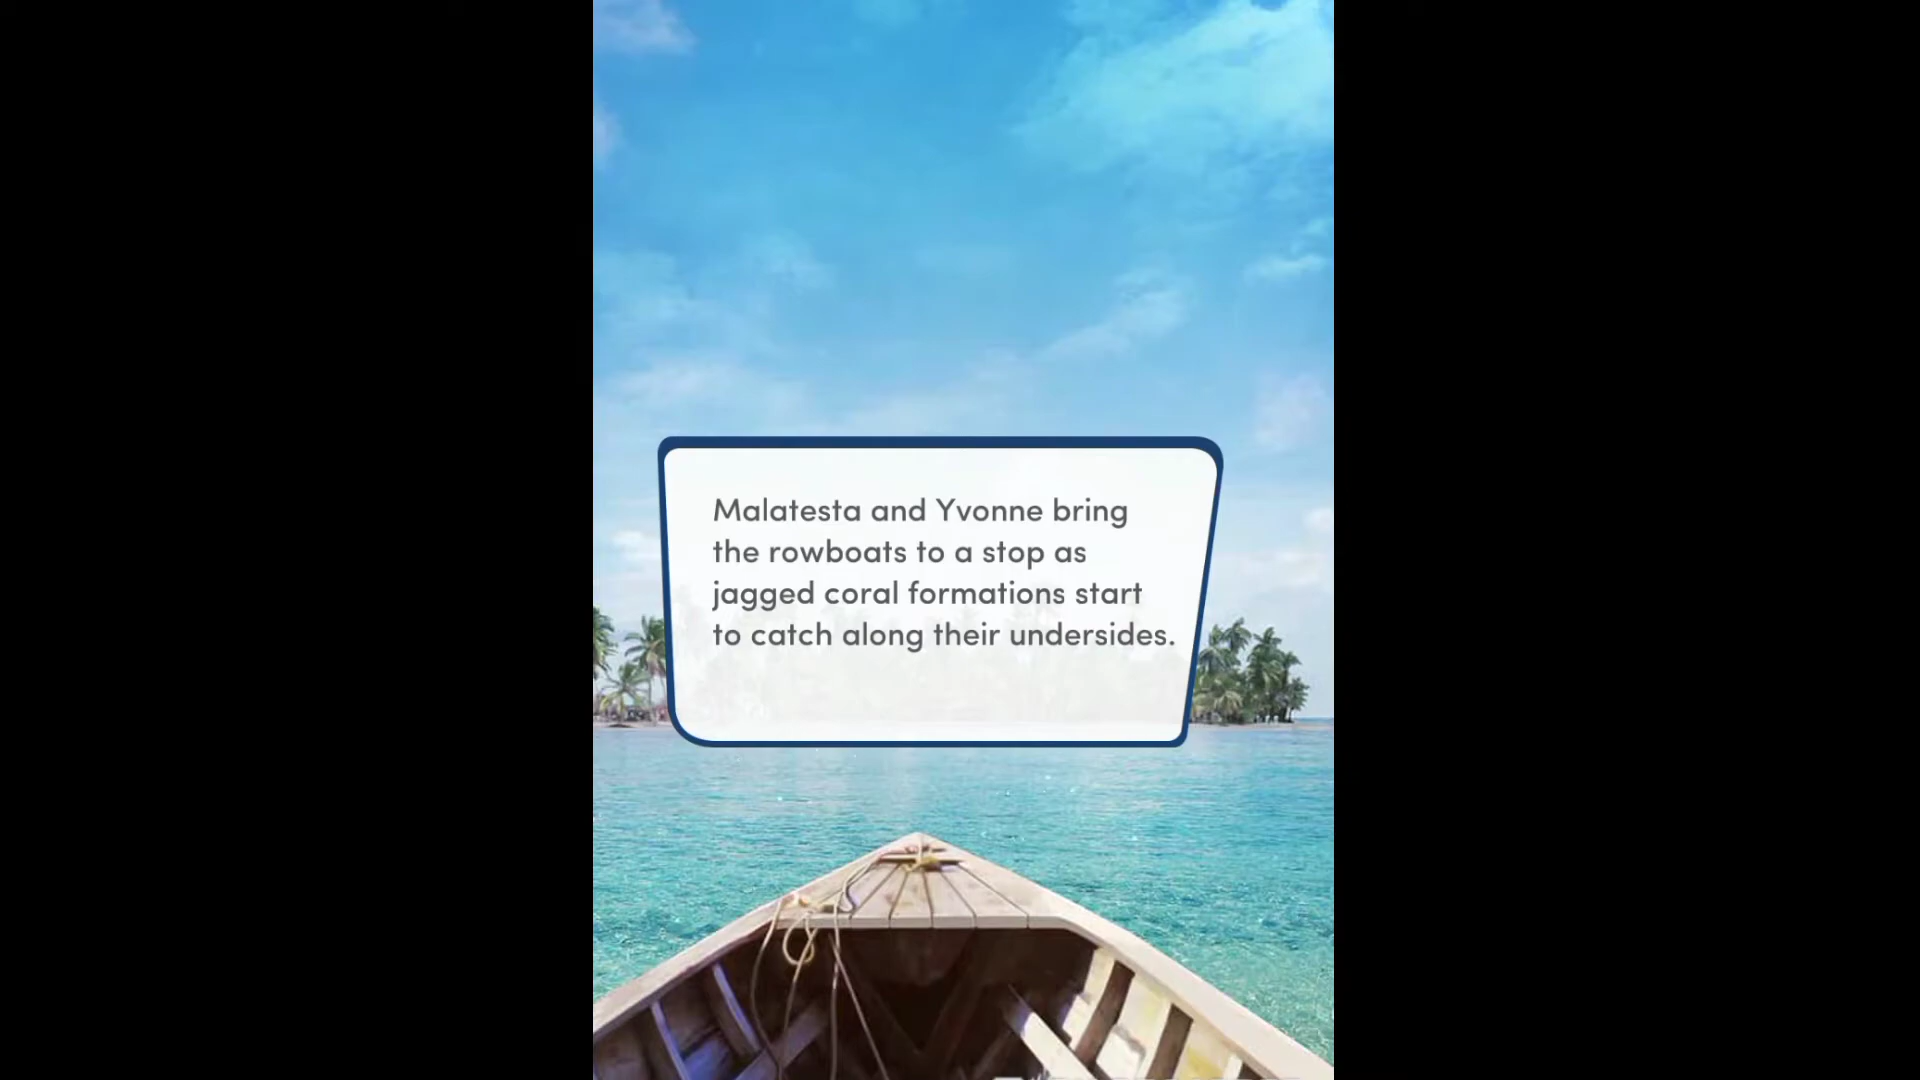 Malatesta and Yvonne bring
the rowboats to a stop as
jagged coral formations start
to catch along their undersides.